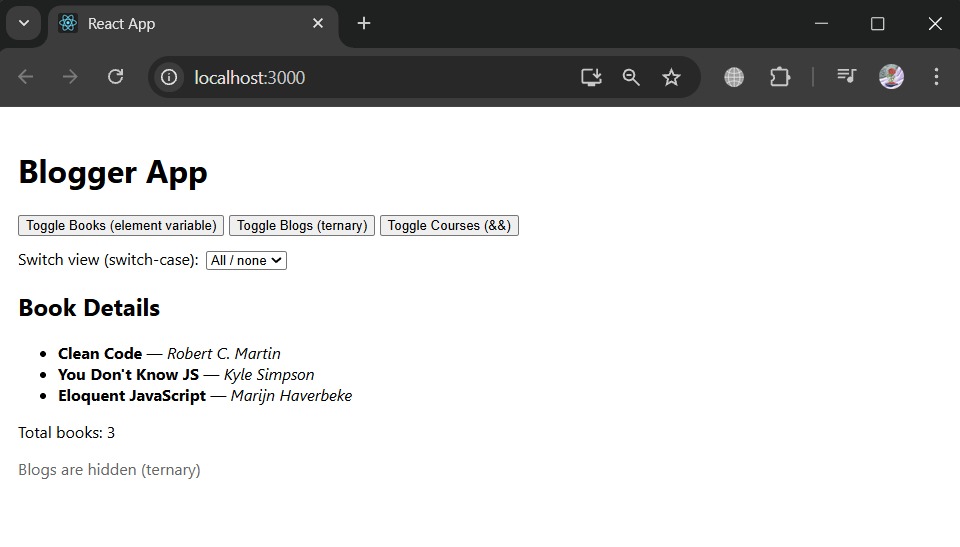 React App
localhost:3000
Blogger App
Toggle Books (element variable) Toggle Blogs (ternary) Toggle Courses (&&)
Switch view (switch-case): All / none
Book Details
• Clean Code — Robert C. Martin
• You Don't Know JS — Kyle Simpson
• Eloquent JavaScript — Marijn Haverbeke
Total books: 3
Blogs are hidden (ternary)